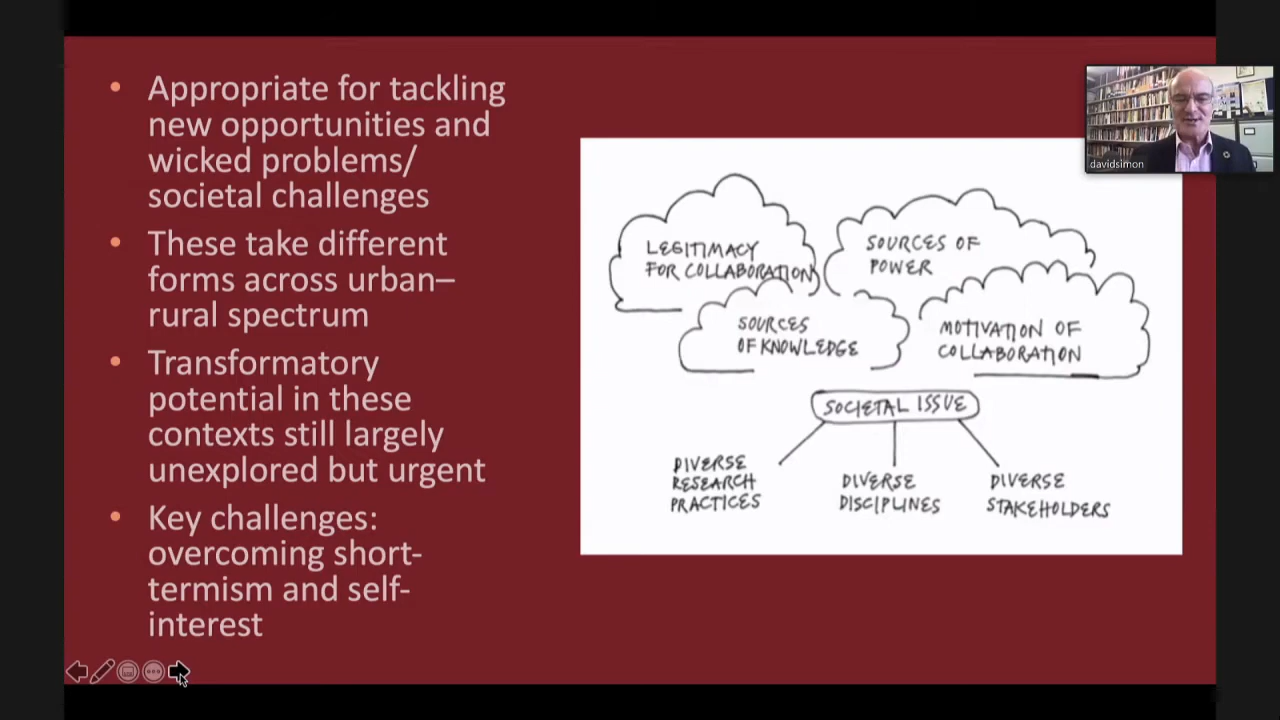 • Appropriate for tackling
new opportunities and
wicked problems/
societal challenges
• These take different
forms across urban–
rural spectrum
• Transformatory
potential in these
contexts still largely
unexplored but urgent
• Key challenges:
overcoming short-
termism and self-
interest
LEGITIMACY
FOR COLLABORATION
SOURCES OF
POWER
SOURCES
OF KNOWLEDGE
MOTIVATION OF
COLLABORATION
SOCIETAL ISSUE
DIVERSE
RESEARCH
PRACTICES
DIVERSE
DISCIPLINES
DIVERSE
STAKEHOLDERS
davidsimon